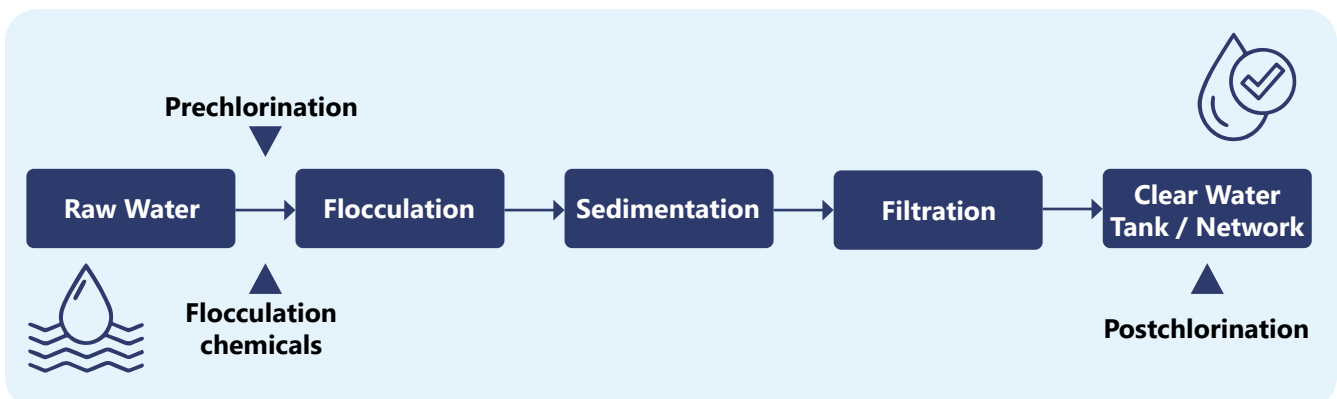 Prechlorination
Raw Water
Flocculation
Sedimentation
Filtration
Clear Water
Tank / Network
Flocculation
chemicals
Postchlorination